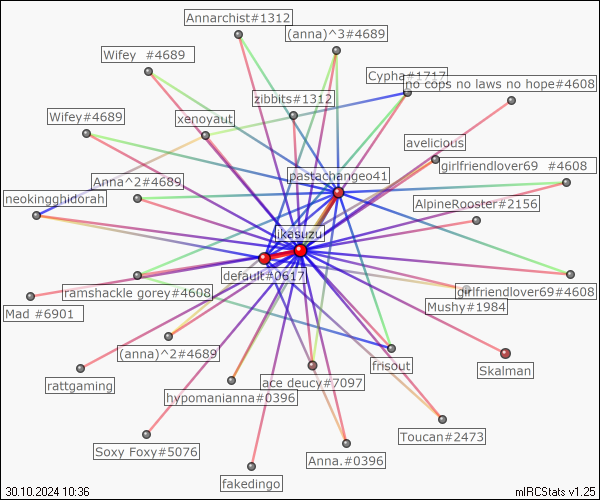 Annarchist#1312
(anna)^3#4689
Wifey  #4689
Cypha#1717
no cops no laws no hope#4608
zibbits#1312
Wifey#4689
xenoyaut
avelicious
girlfriendlover69  #4608
pastachangeo41
Anna^2#4689
neokingghidorah
AlpineRooster#2156
ikasuzu
default#0617
ramshackle gorey#4608
girlfriendlover69#4608
Mad #6901
Mushy#1984
(anna)^2#4689
frisout
Skalman
rattgaming
ace deucy#7097
hypomanianna#0396
Toucan#2473
Soxy Foxy#5076
Anna.#0396
fakedingo
30.10.2024 10:36
mIRCStats v1.25